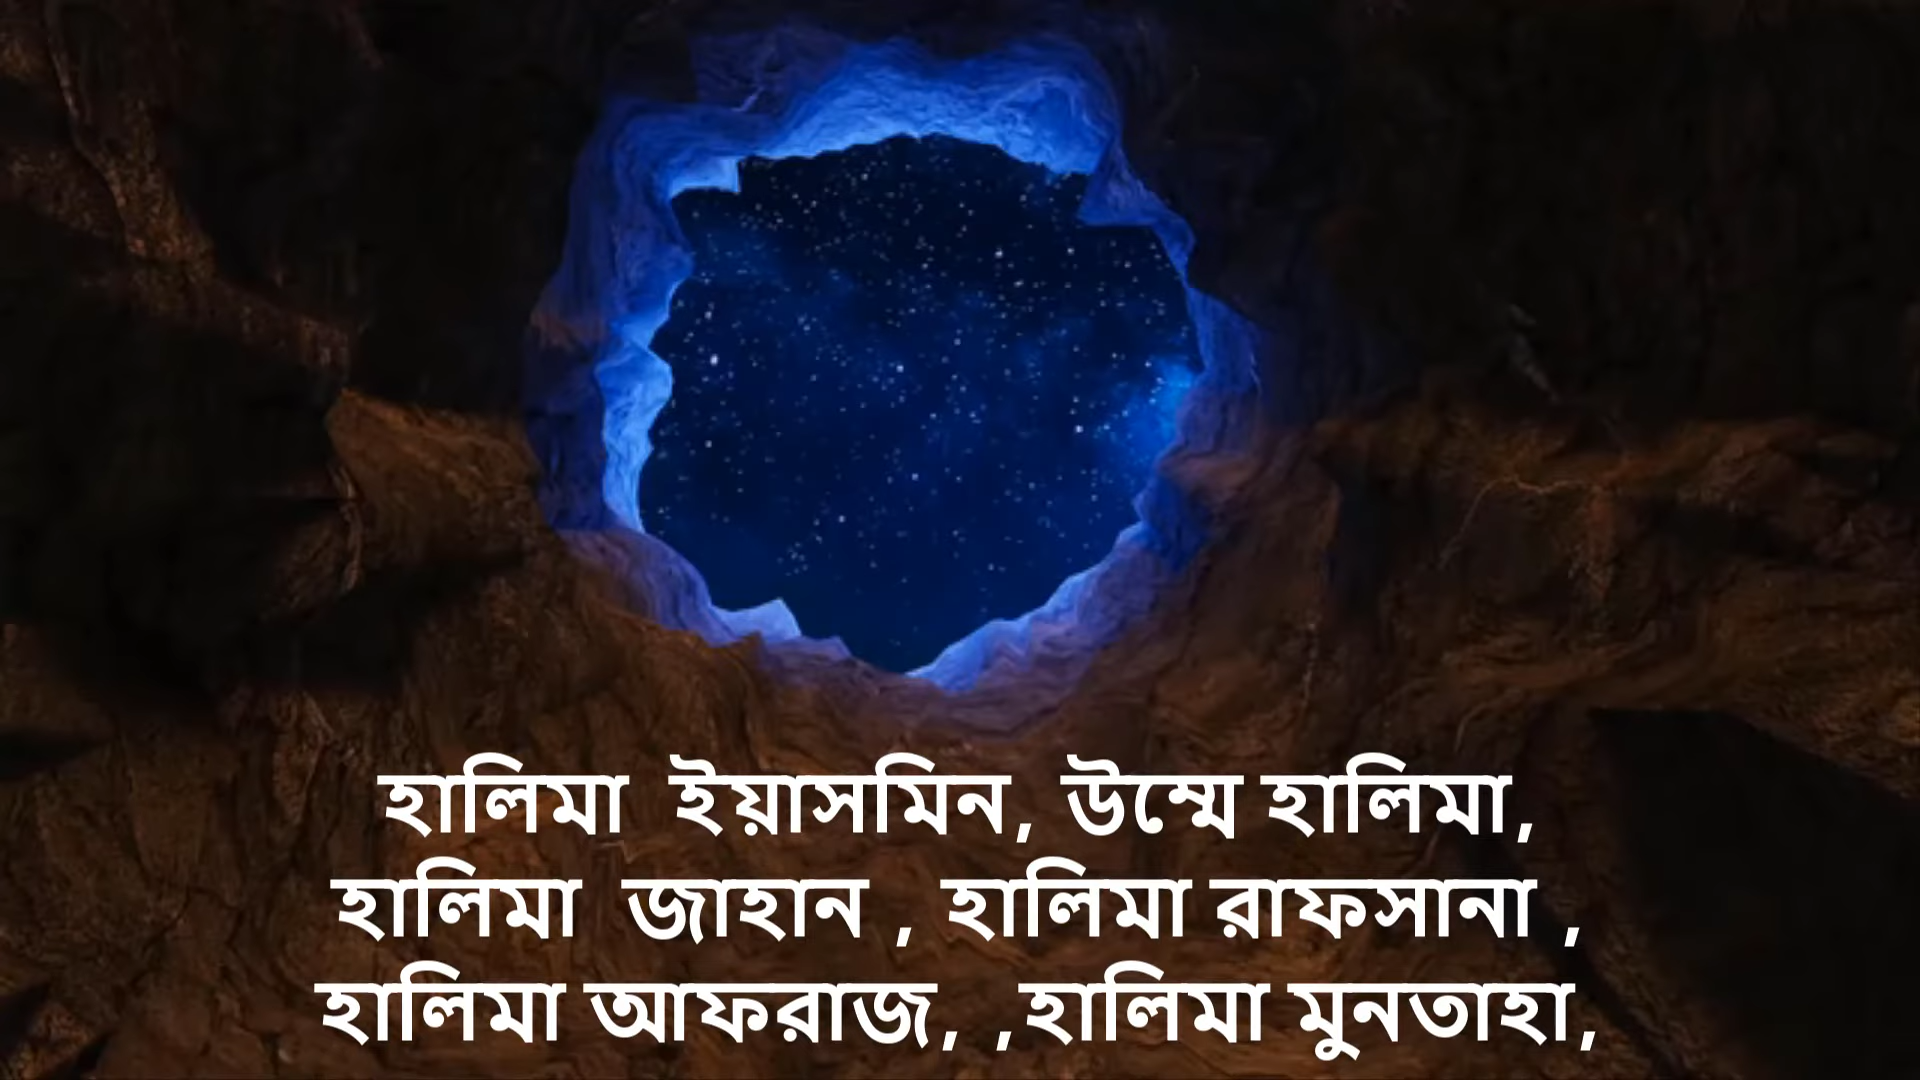 হালিমা  ইয়াসমিন, উম্মে হালিমা,
হালিমা  জাহান , হালিমা রাফসানা ,
হালিমা আফরাজ, ,হালিমা মুনতাহা,